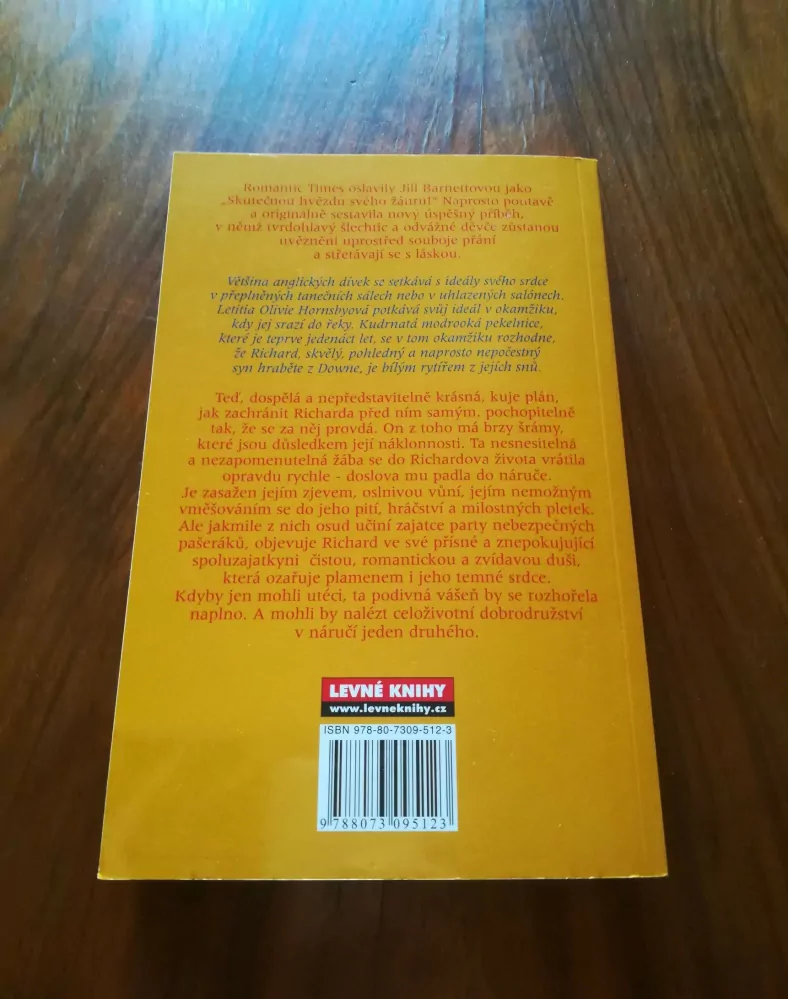 Romantic Times oslavily Jill Barnettovou jako
„Skutečnou hvězdu svého žánru!" Naprosto poutavě
a originálně sestavila nový úspěšný příběh,
v němž tvrdohlavý šlechtic a odvážné děvče zůstanou
uvězněni uprostřed souboje přání
a střetávají se s láskou.
Většina anglických dívek se setkává s ideály svého srdce
v přeplněných tanečních sálech nebo v uhlazených salónech.
Letitia Olivie Hornsbyová potkává svůj ideál v okamžiku,
kdy jej srazí do řeky. Kudrnatá modrooká pekelnice,
které je teprve jedenáct let, se v tom okamžiku rozhodne,
že Richard, skvělý, pohledný a naprosto nepočestný
syn hraběte z Downe, je bílým rytířem z jejích snů.
Teď, dospělá a nepředstavitelně krásná, kuje plán,
jak zachránit Richarda před ním samým, pochopitelně
tak, že se za něj provdá. On z toho má brzy šrámy,
které jsou důsledkem její náklonnosti. Ta nesnesitelná
a nezapomenutelná žába se do Richardova života vrátila
opravdu rychle - doslova mu padla do náruče.
Je zasažen jejím zjevem, oslnivou vůní, jejím nemožným
vměšováním se do jeho pití, hráčství a milostných pletek.
Ale jakmile z nich osud učiní zajatce party nebezpečných
pašeráků, objevuje Richard ve své přísné a znepokující
spoluzajatkyni čistou, romantickou a zvídavou duši,
která ozařuje plamenem i jeho temné srdce.
Kdyby jen mohli utéci, ta podivná vášeň by se rozhořela
naplno. A mohli by nalézt celoživotní dobrodružství
v náručí jeden druhého.
LEVNÉ KNIHY
www.levneknihy.cz
ISBN 978-80-7309-512-3
9 788073 095123